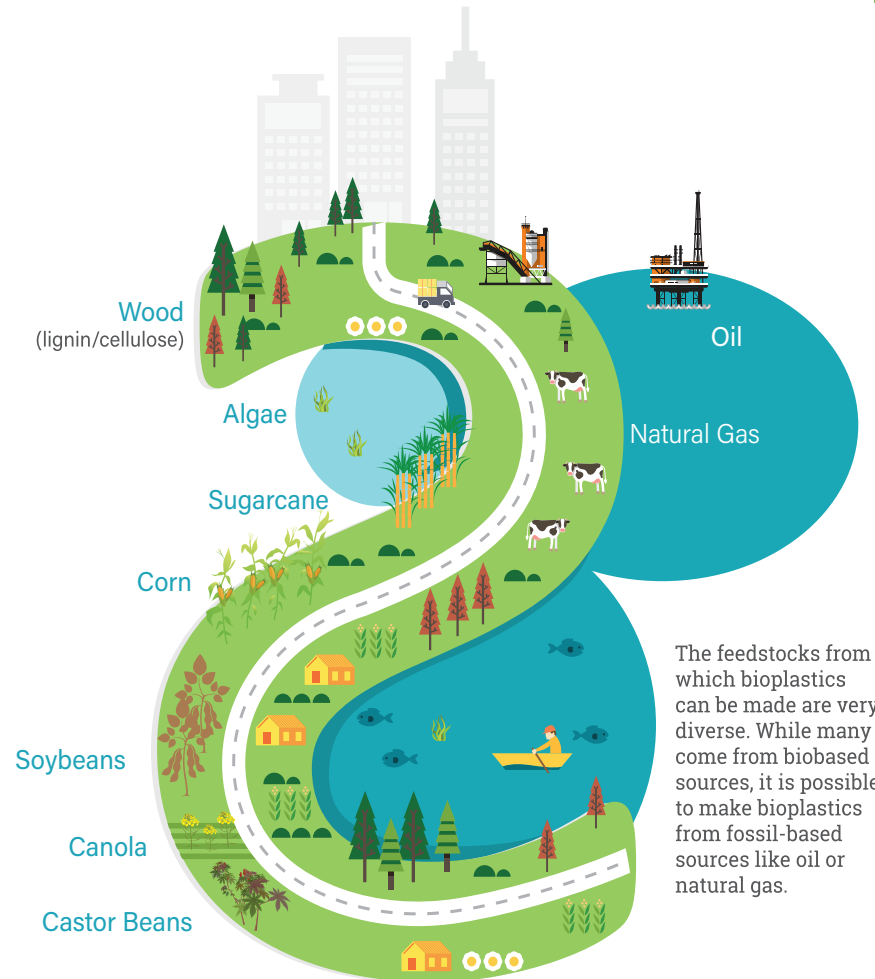 Wood
(lignin/cellulose)
Oil
Algae
Natural Gas
Sugarcane
Corn
Soybeans
Canola
Castor Beans
The feedstocks from
which bioplastics
can be made are very
diverse. While many
come from biobased
sources, it is possible
to make bioplastics
from fossil-based
sources like oil or
natural gas.